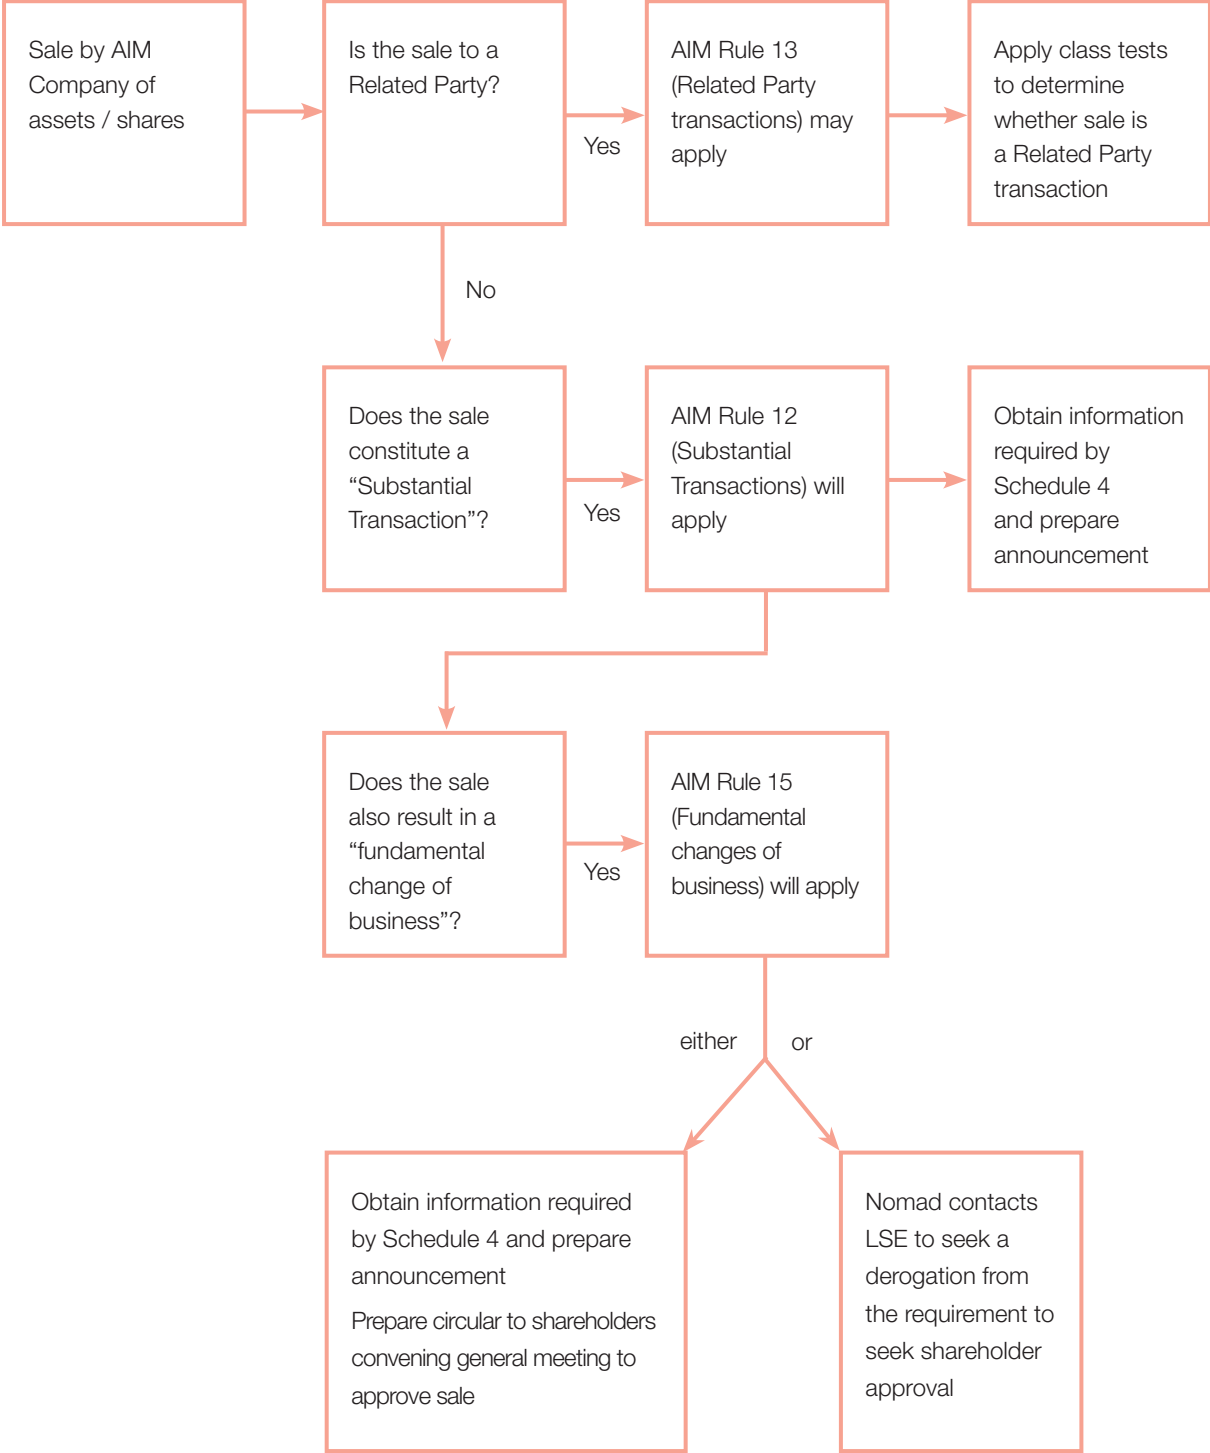 Sale by AIM
Company of
assets / shares
Is the sale to a
Related Party?
Yes
AIM Rule 13
(Related Party
transactions) may
apply
Apply class tests
to determine
whether sale is
a Related Party
transaction
No
Does the sale
constitute a
“Substantial
Transaction”?
Yes
AIM Rule 12
(Substantial
Transactions) will
apply
Obtain information
required by
Schedule 4
and prepare
announcement
Does the sale
also result in a
“fundamental
change of
business”?
Yes
AIM Rule 15
(Fundamental
changes of
business) will apply
either
or
Obtain information required
by Schedule 4 and prepare
announcement
Prepare circular to shareholders
convening general meeting to
approve sale
Nomad contacts
LSE to seek a
derogation from
the requirement to
seek shareholder
approval